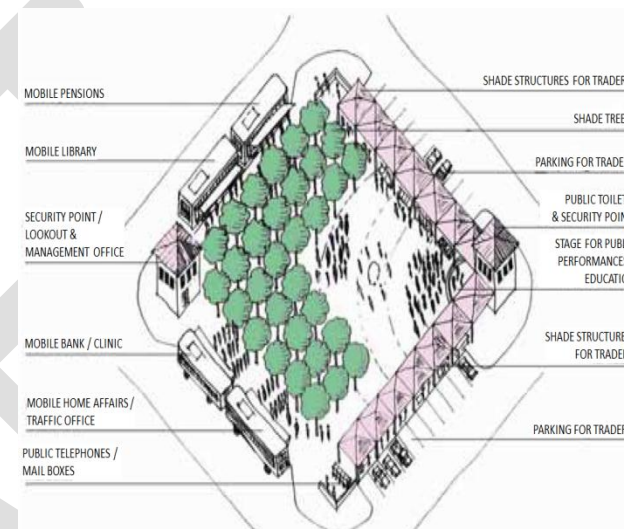 MOBILE PENSIONS
MOBILE LIBRARY
SECURITY POINT /
LOOKOUT &
MANAGEMENT OFFICE
MOBILE BANK / CLINIC
MOBILE HOME AFFAIRS /
TRAFFIC OFFICE
PUBLIC TELEPHONES /
MAIL BOXES
SHADE STRUCTURES FOR TRADER
SHADE TREE
PARKING FOR TRADE
PUBLIC TOILET
& SECURITY POIN
STAGE FOR PUBL
PERFORMANCE
EDUCATIO
SHADE STRUCTURE
FOR TRADE
PARKING FOR TRADER